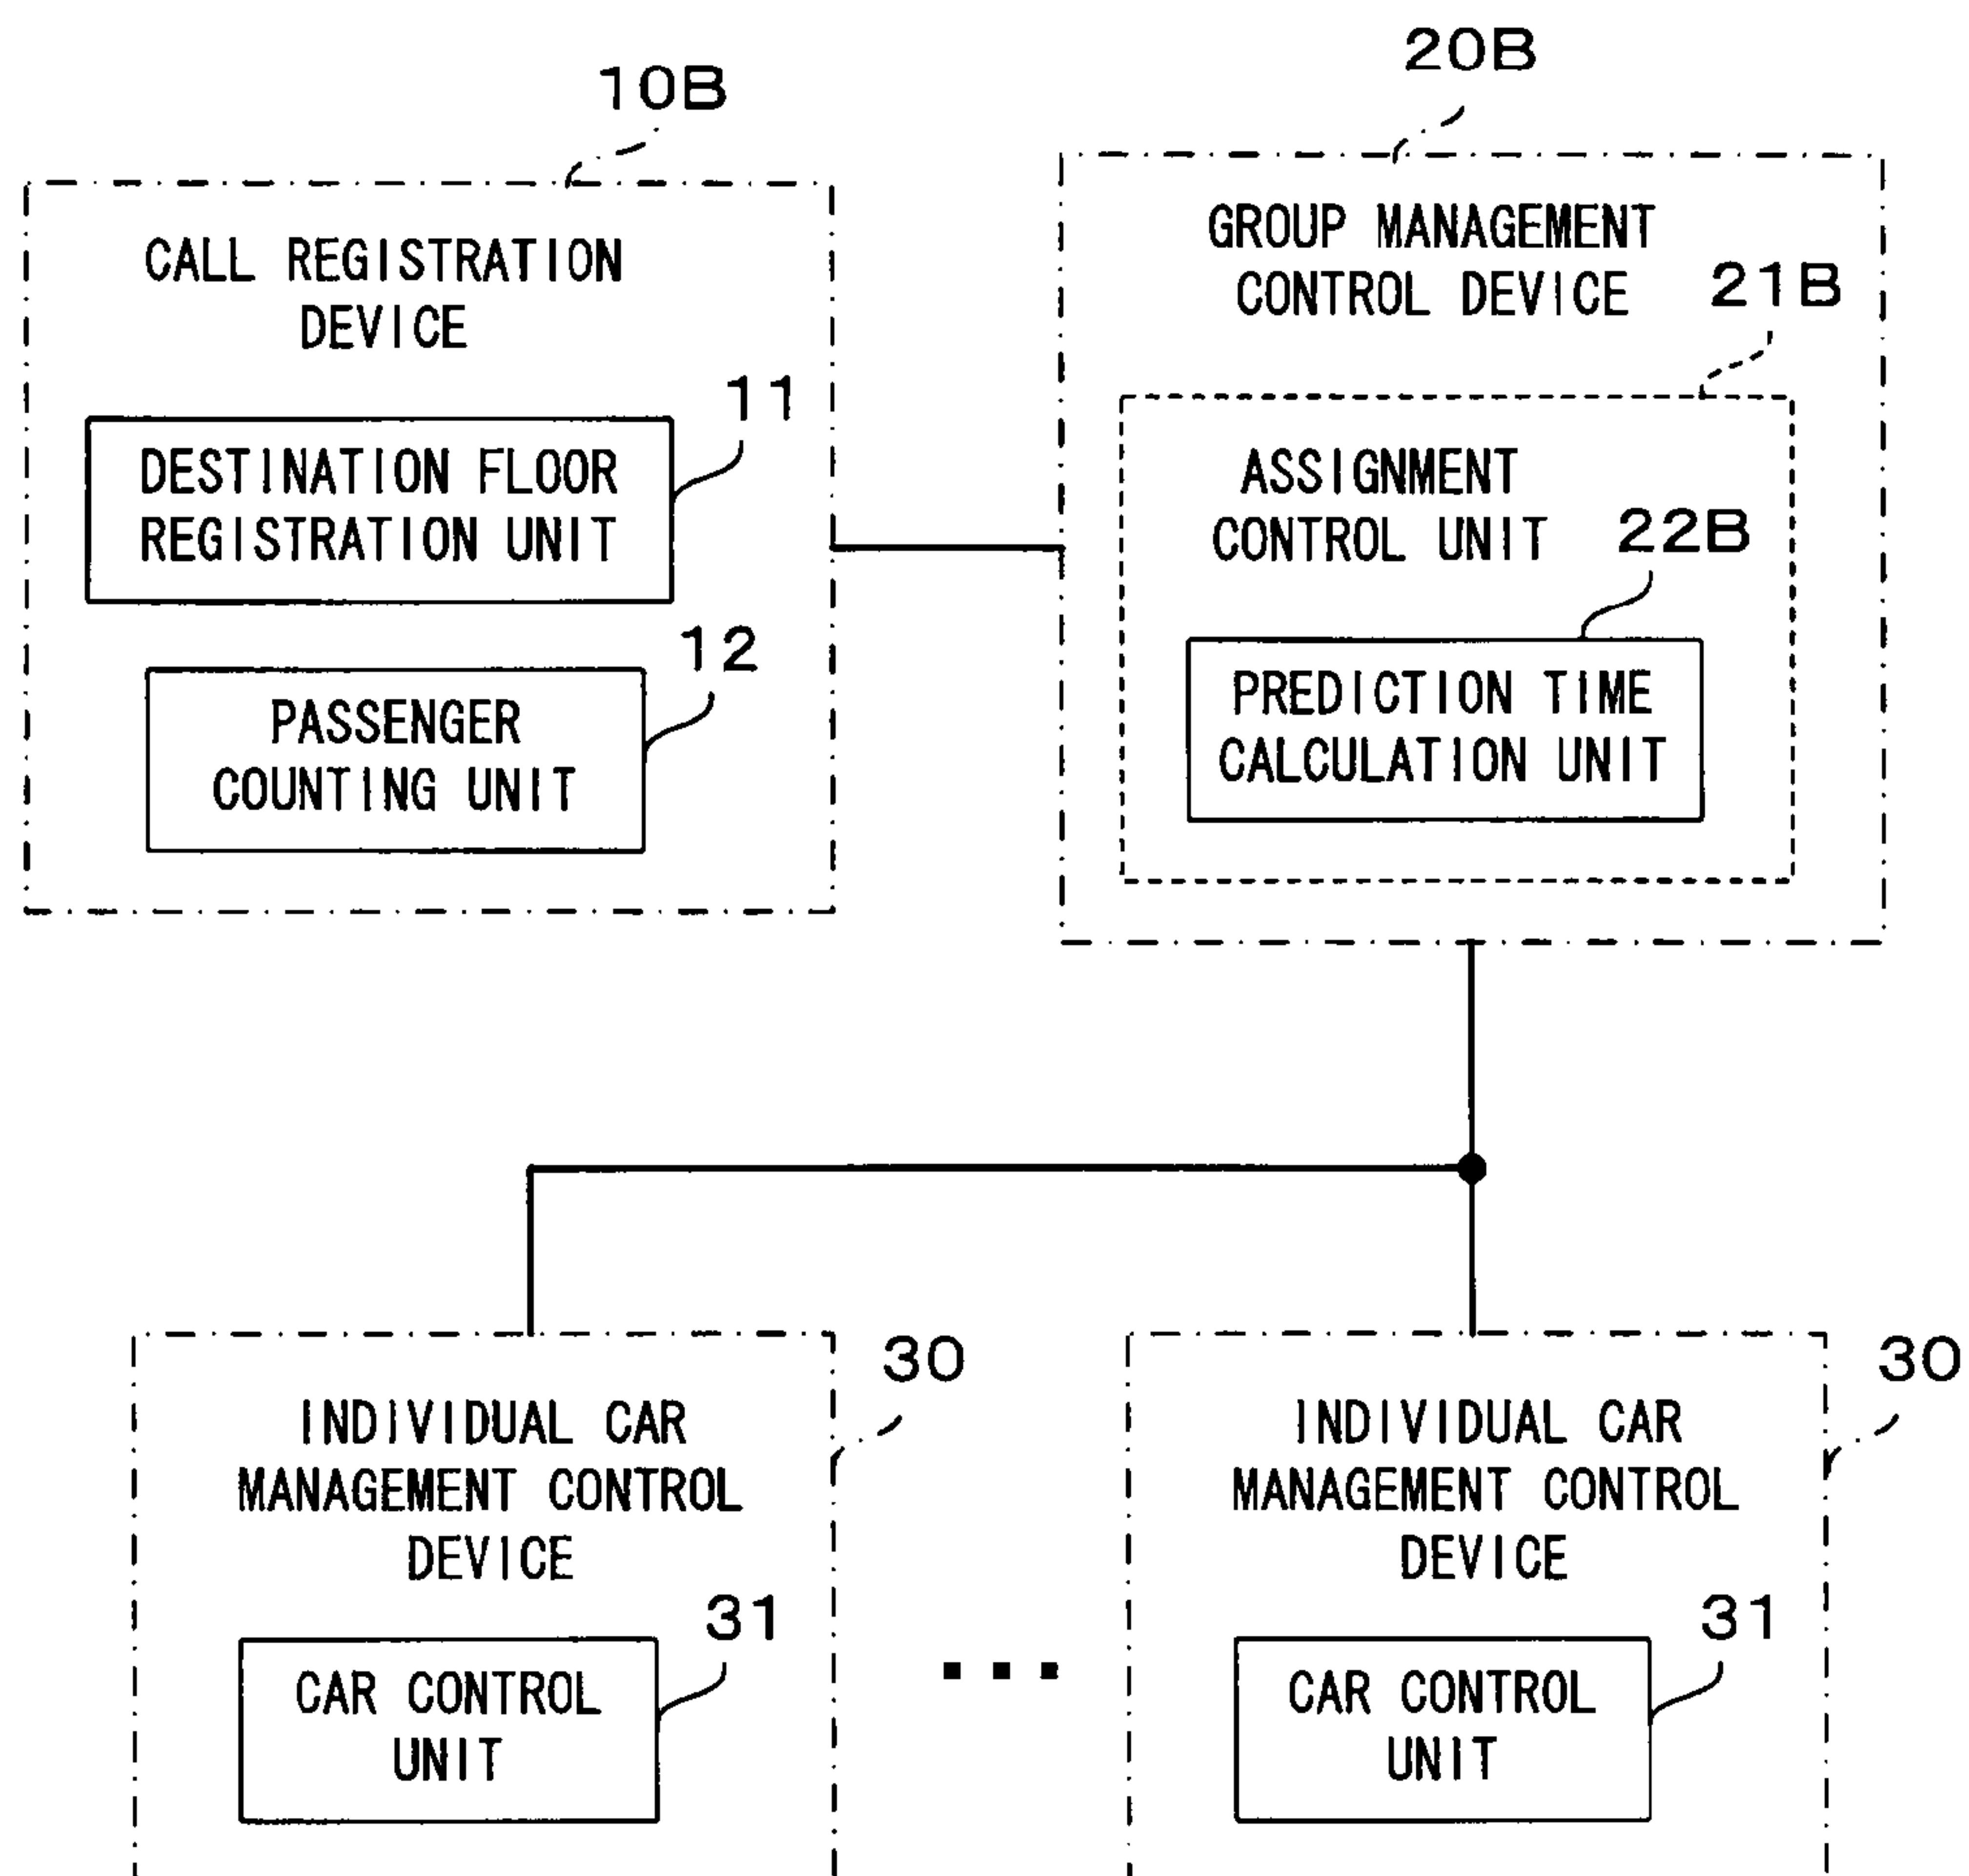 10B
CALL REGISTRATION
DEVICE
11
DESTINATION FLOOR
REGISTRATION UNIT
12
PASSENGER
COUNTING UNIT
20B
GROUP MANAGEMENT
CONTROL DEVICE
21B
ASSIGNMENT
CONTROL UNIT
22B
PREDICTION TIME
CALCULATION UNIT
30
INDIVIDUAL CAR
MANAGEMENT CONTROL
DEVICE
31
CAR CONTROL
UNIT
30
INDIVIDUAL CAR
MANAGEMENT CONTROL
DEVICE
31
CAR CONTROL
UNIT